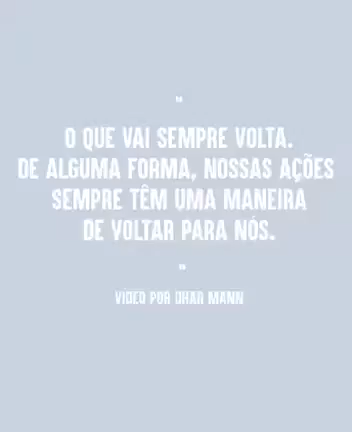 "
O QUE VAI SEMPRE VOLTA.
DE ALGUMA FORMA, NOSSAS AÇÕES
SEMPRE TÊM UMA MANEIRA
DE VOLTAR PARA NÓS.
"
VÍDEO POR DHAR MANN